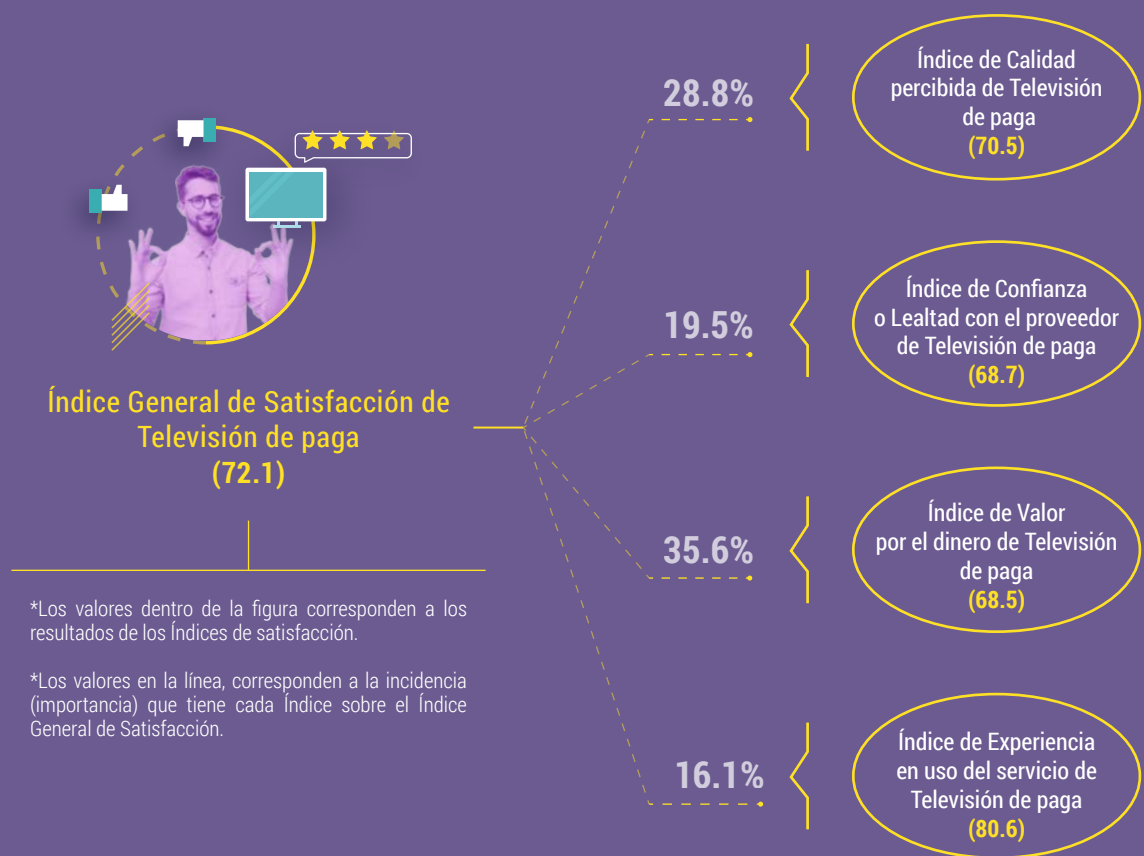 Índice General de Satisfacción de
Televisión de paga
(72.1)
*Los valores dentro de la figura corresponden a los
resultados de los Índices de satisfacción.
*Los valores en la línea, corresponden a la incidencia
(importancia) que tiene cada Índice sobre el Índice
General de Satisfacción.
28.8%
Índice de Calidad
percibida de Televisión
de paga
(70.5)
19.5%
Índice de Confianza
o Lealtad con el proveedor
de Televisión de paga
(68.7)
35.6%
Índice de Valor
por el dinero de Televisión
de paga
(68.5)
16.1%
Índice de Experiencia
en uso del servicio de
Televisión de paga
(80.6)